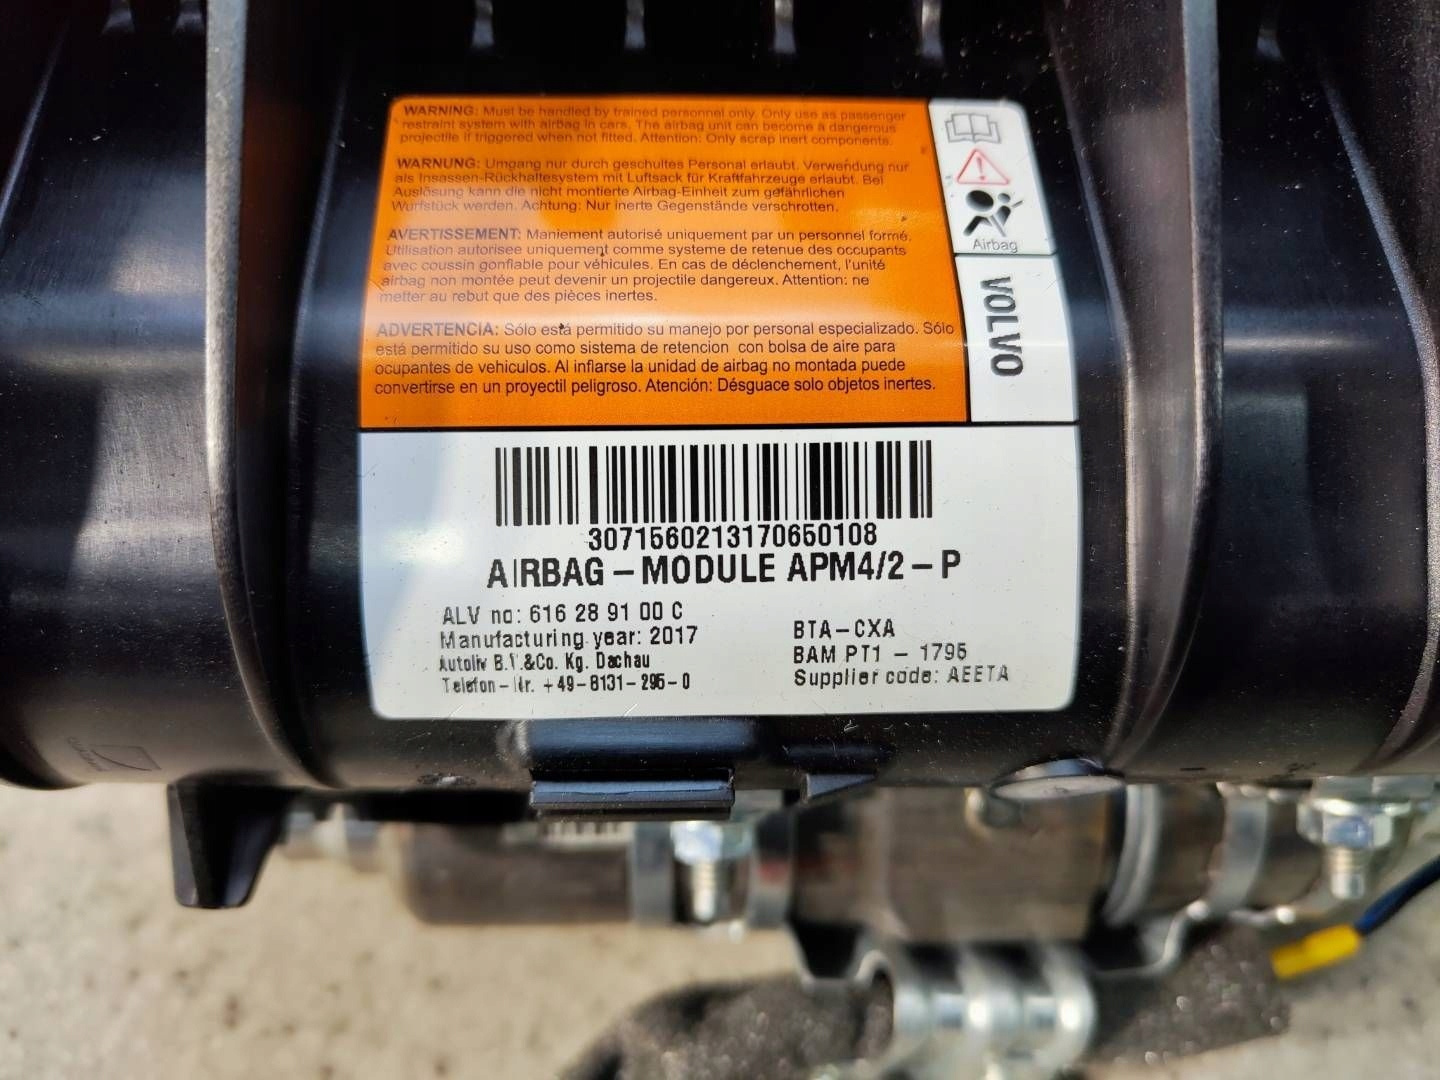 WARNING: Must be handled by trained personnel only. Only use as passenger
restraint system with airbag in cars. The airbag unit can become a dangerous
projectile if triggered when not fitted. Attention: Only scrap inert components.
WARNUNG: Umgang nur durch geschultes Personal erlaubt. Verwendung nur
als Insassen-Rückhaltesystem mit Luftsack für Kraftfahrzeuge erlaubt. Bei
Auslösung kann die nicht montierte Airbag-Einheit zum gefährlichen
Wurfstück werden. Achtung: Nur inerte Gegenstände verschrotten.
AVERTISSEMENT: Maniement autorisé uniquement par un personnel formé.
Utilisation autorisee uniquement comme systeme de retenue des occupants
avec coussin gonfiable pour véhicules. En cas de déclenchement, l'unité
airbag non montée peut devenir un projectile dangereux. Attention: ne
metter au rebut que des pièces inertes.
ADVERTENCIA: Sólo está permitido su manejo por personal especializado. Sólo
está permitido su uso como sistema de retencion con bolsa de aire para
ocupantes de vehiculos. Al inflarse la unidad de airbag no montada puede
convertirse en un proyectil peligroso. Atención: Désguace solo objetos inertes.
Airbag
VOLVO
3071560213170650108
AIRBAG-MODULE APM4/2-P
ALV no: 616 28 91 00 C
Manufacturing year: 2017
Autoliv B.V.&Co. Kg. Dachau
Telefon-Nr. +49-8131-295-0
BTA-CXA
BAM PT1 - 1795
Supplier code: AEETA